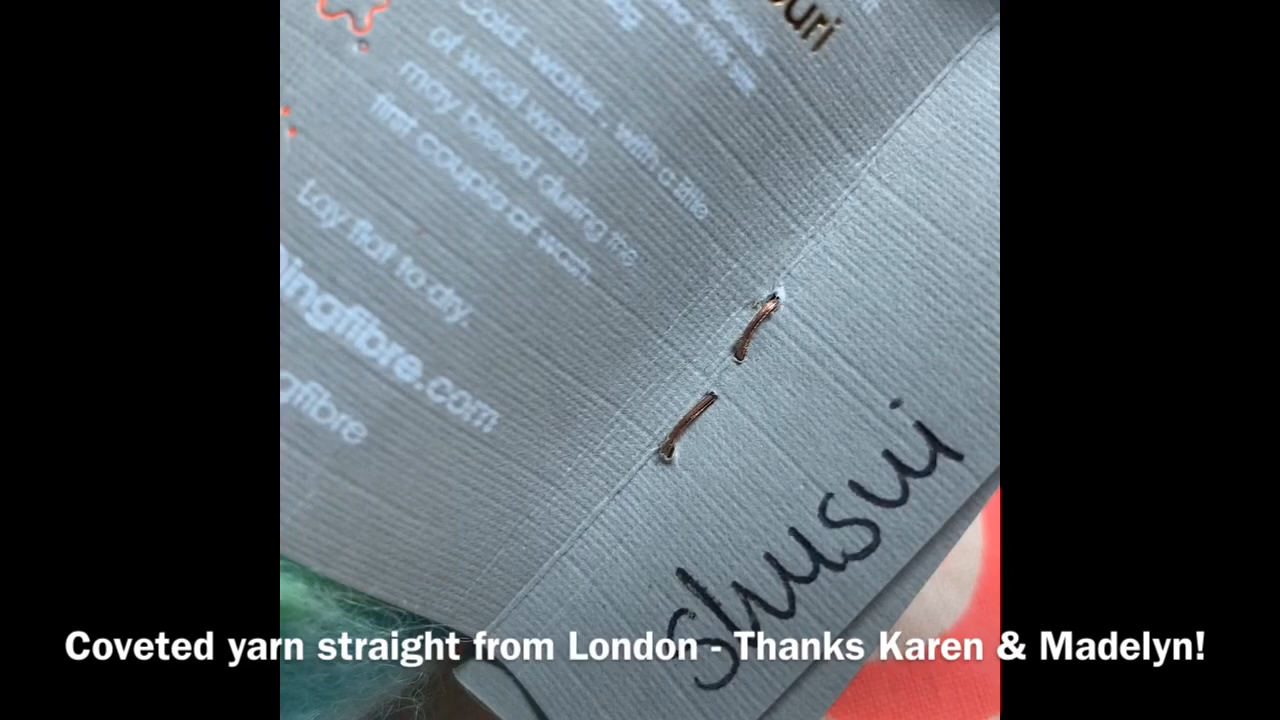 uri
Cold water, with a little
of wool wash
may bleed during the
first couple of wash.
Lay flat to dry.
ingfibre.com
gfibre
shusui
Coveted yarn straight from London - Thanks Karen & Madelyn!